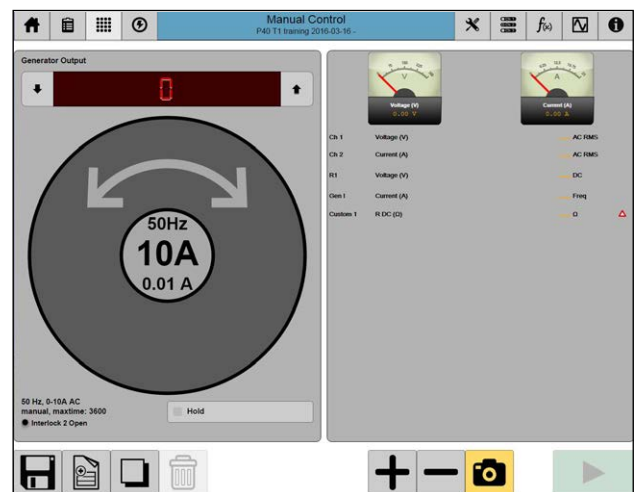 Manual Control
P40 T1 training 2016-03-16 -
f(x)
Generator Output
0
50Hz
10A
0.01 A
50 Hz, 0-10A AC
manual, maxtime: 3600
Interlock 2 Open
Hold
V
Voltage (V)
0.00 V
A
Current (A)
0.00 A
Ch 1 Voltage (V) AC RMS
Ch 2 Current (A) AC RMS
R1 Voltage (V) DC
Gen I Current (A) Freq
Custom 1 R DC (Ω) Ω